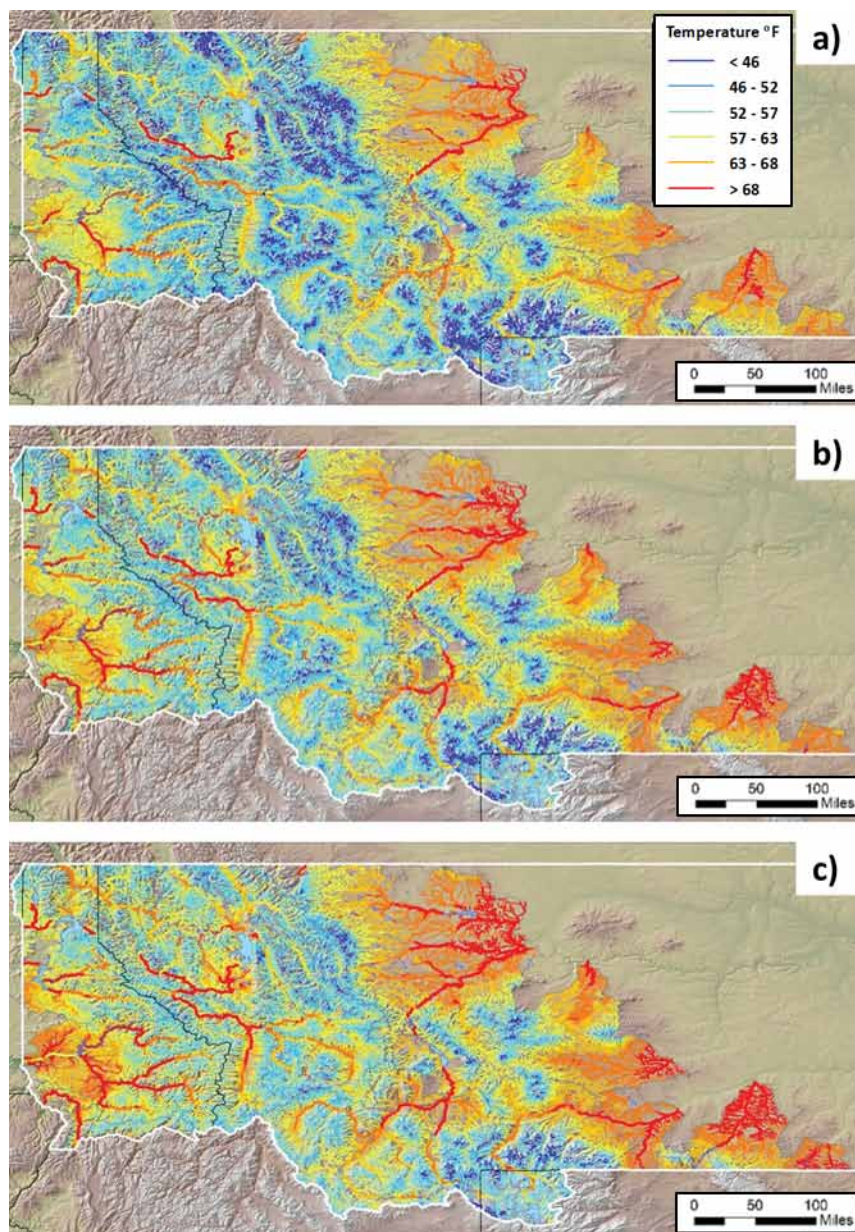 a)
Temperature °F
< 46
46 - 52
52 - 57
57 - 63
63 - 68
> 68
0 50 100
Miles
b)
0 50 100
Miles
c)
0 50 100
Miles